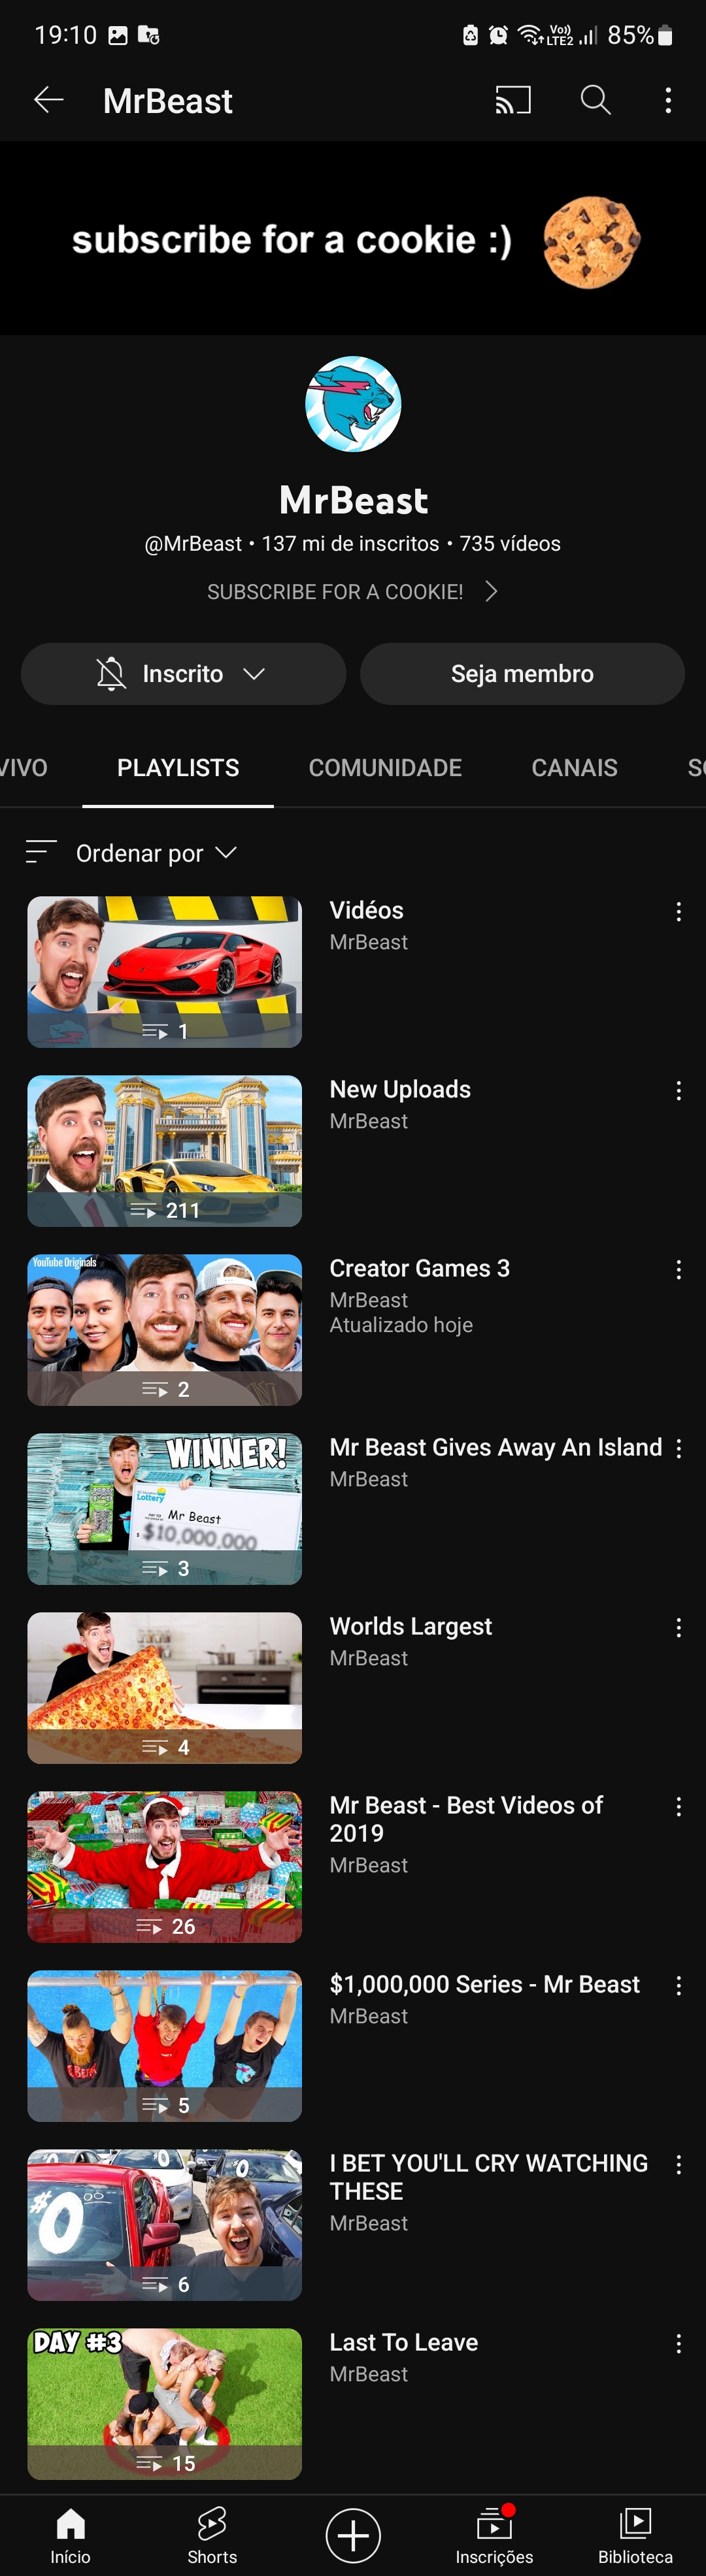 19:10
Vo)) LTE2 85%
MrBeast
subscribe for a cookie :)
MrBeast
@MrBeast • 137 mi de inscritos • 735 vídeos
SUBSCRIBE FOR A COOKIE!
Inscrito
Seja membro
VIVO PLAYLISTS COMUNIDADE CANAIS SO
Ordenar por
Vidéos
MrBeast
1
New Uploads
MrBeast
211
YouTube Originals
Creator Games 3
MrBeast
Atualizado hoje
2
WINNER!
Lottery
Mr Beast
$10,000,000
Mr Beast Gives Away An Island
MrBeast
3
Worlds Largest
MrBeast
4
Mr Beast - Best Videos of
2019
MrBeast
26
$1,000,000 Series - Mr Beast
MrBeast
5
$0
0
I BET YOU'LL CRY WATCHING
THESE
MrBeast
6
DAY #3
Last To Leave
MrBeast
15
Início Shorts Inscrições Biblioteca